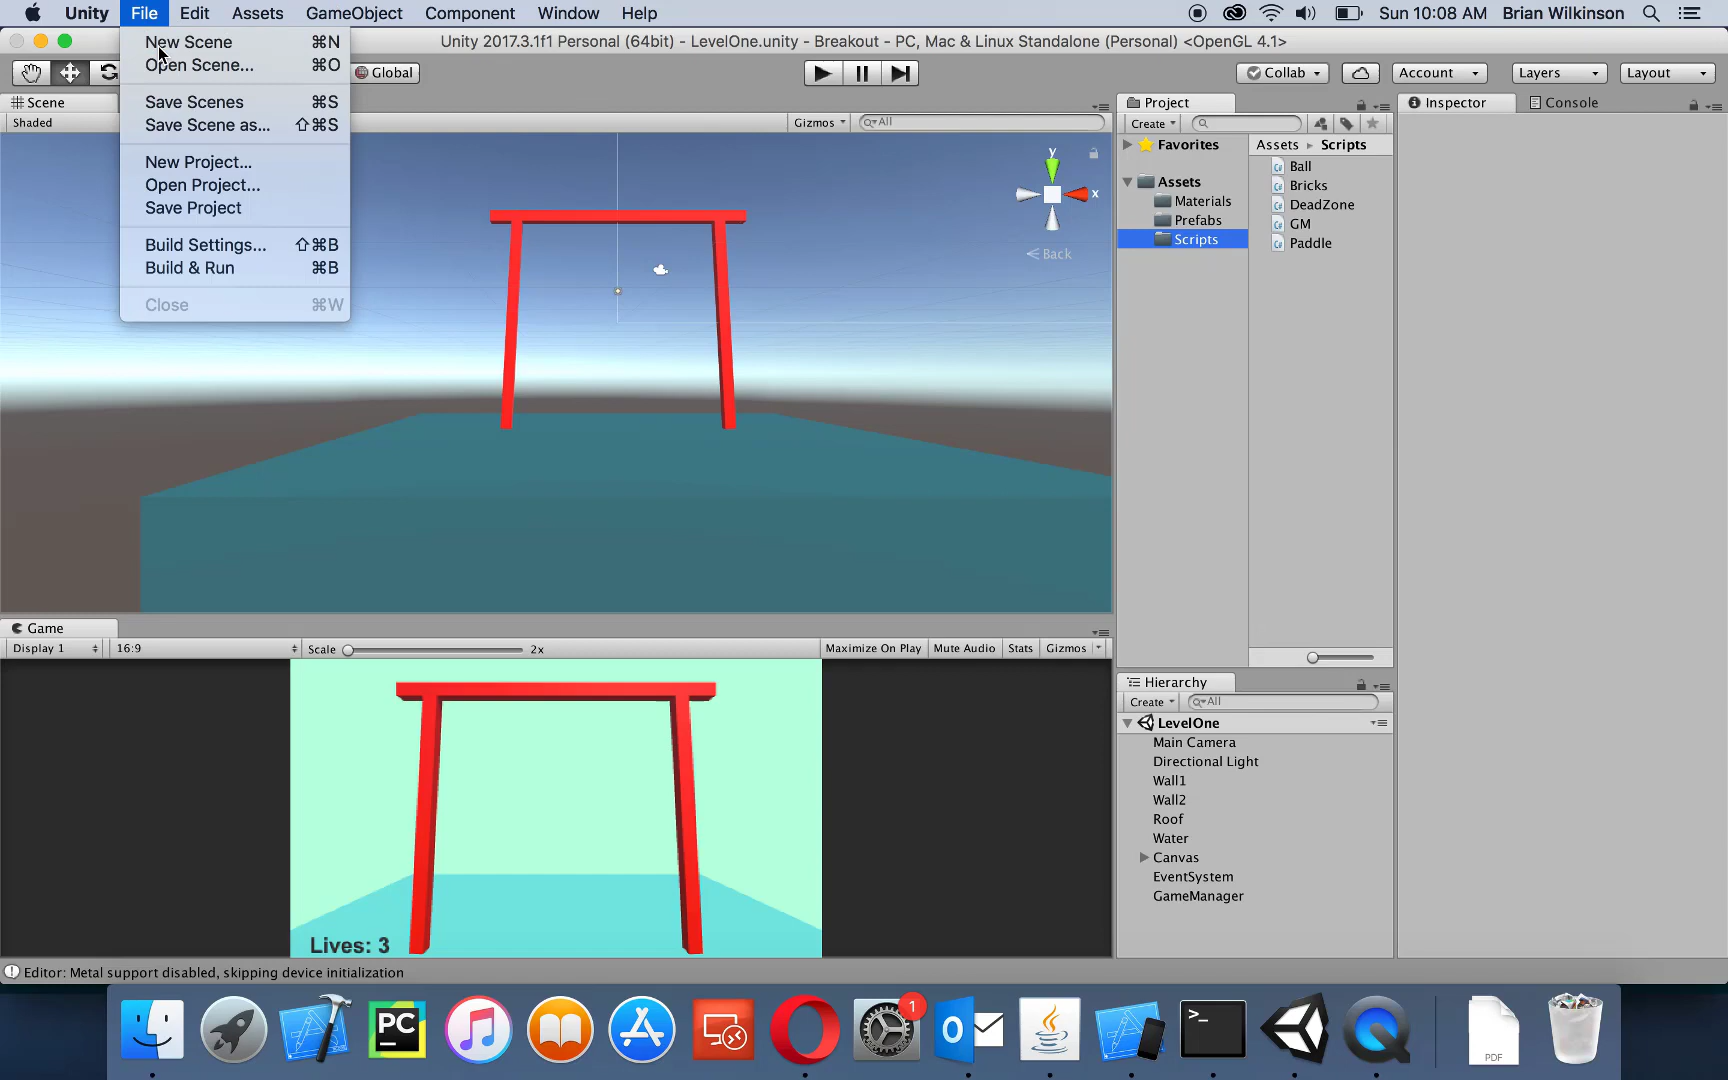 Unity File Edit Assets GameObject Component Window Help Sun 10:08 AM Brian Wilkinson
New Scene ⌘N
Open Scene... ⌘O
Save Scenes ⌘S
Save Scene as... ⇧⌘S
New Project...
Open Project...
Save Project
Build Settings... ⇧⌘B
Build & Run ⌘B
Close ⌘W
Unity 2017.3.1f1 Personal (64bit) - LevelOne.unity - Breakout - PC, Mac & Linux Standalone (Personal) <OpenGL 4.1>
Global Collab Account Layers Layout
Scene
Shaded Gizmos All
y
x
Back
Project
Create
Favorites
Assets
Materials
Prefabs
Scripts
Assets Scripts
Ball
Bricks
DeadZone
GM
Paddle
Inspector Console
Game
Display 1 16:9 Scale 2x Maximize On Play Mute Audio Stats Gizmos
Lives: 3
Hierarchy
Create All
LevelOne
Main Camera
Directional Light
Wall1
Wall2
Roof
Water
Canvas
EventSystem
GameManager
Editor: Metal support disabled, skipping device initialization
PC
1
O
>_
PDF